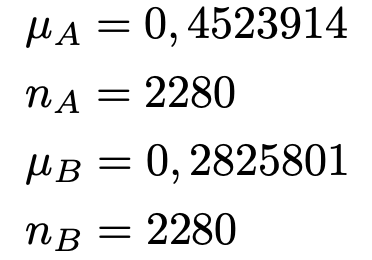 μ_A = 0,4523914
n_A = 2280
μ_B = 0,2825801
n_B = 2280